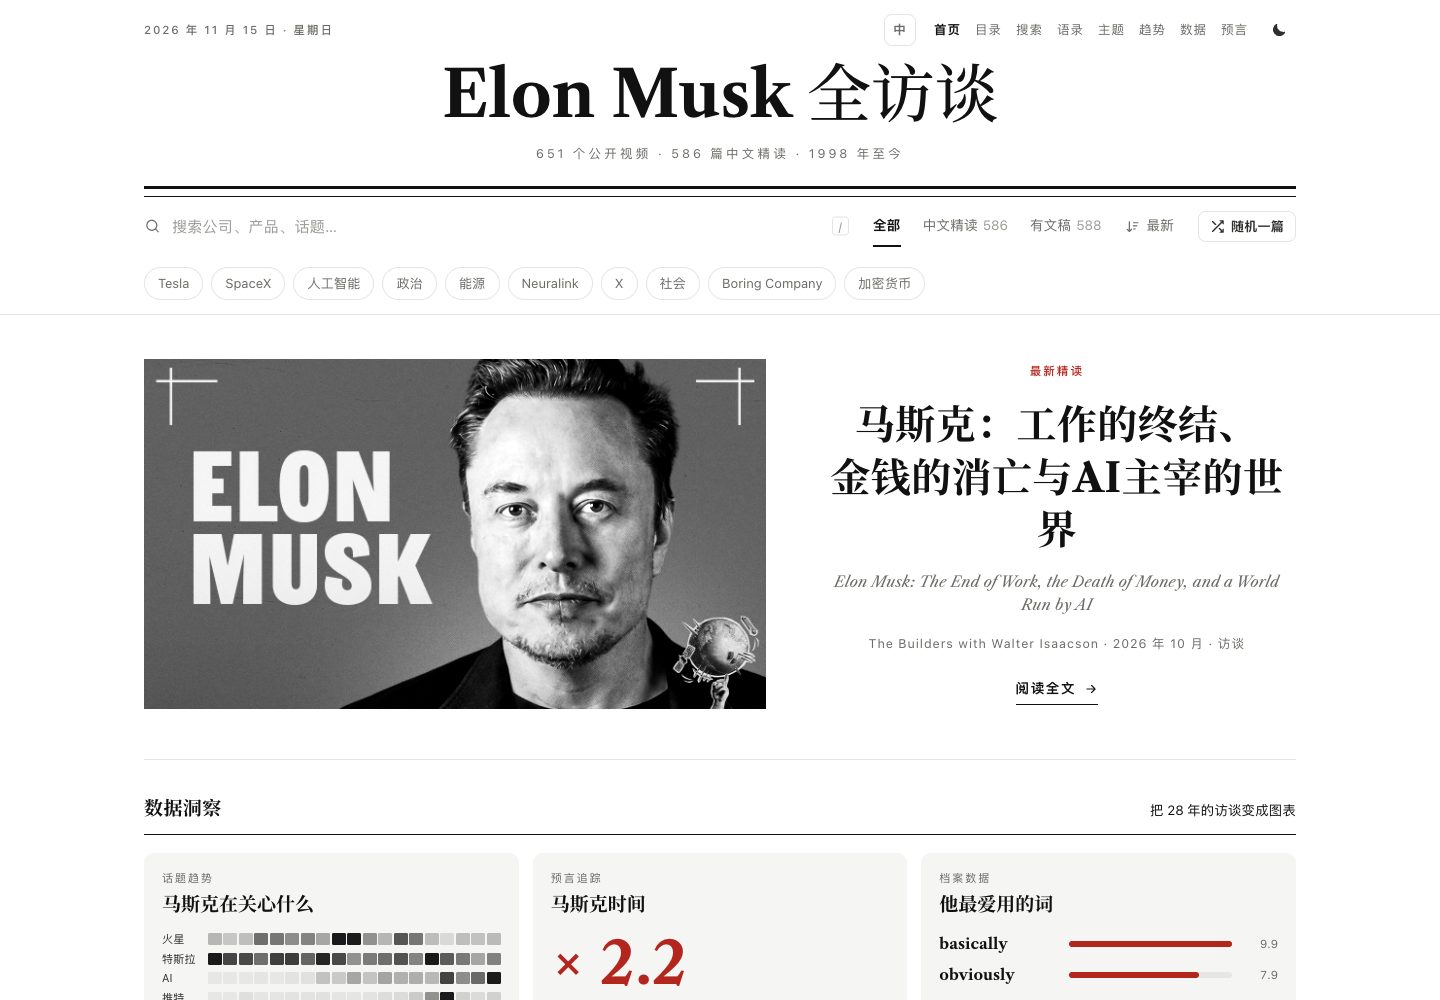 2026 年 11 月 15 日 · 星期日
中 首页 目录 搜索 语录 主题 趋势 数据 预言
Elon Musk 全访谈
651 个公开视频 · 586 篇中文精读 · 1998 年至今
搜索公司、产品、话题… / 全部 中文精读 586 有文稿 588 最新 随机一篇
Tesla SpaceX 人工智能 政治 能源 Neuralink X 社会 Boring Company 加密货币
ELON
MUSK
最新精读
马斯克：工作的终结、
金钱的消亡与AI主宰的世
界
Elon Musk: The End of Work, the Death of Money, and a World
Run by AI
The Builders with Walter Isaacson · 2026 年 10 月 · 访谈
阅读全文 →
数据洞察
把 28 年的访谈变成图表
话题趋势
马斯克在关心什么
火星
特斯拉
AI
推特
预言追踪
马斯克时间
× 2.2
档案数据
他最爱用的词
basically 9.9
obviously 7.9